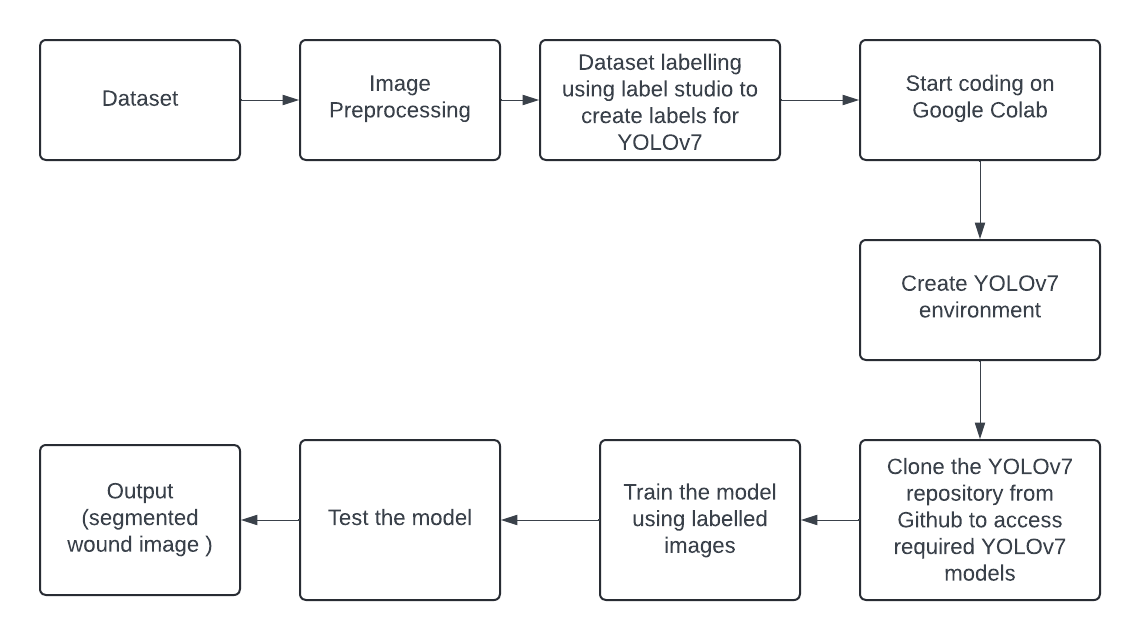 Dataset
Image
Preprocessing
Dataset labelling
using label studio to
create labels for
YOLOv7
Start coding on
Google Colab
Create YOLOv7
environment
Clone the YOLOv7
repository from
Github to access
required YOLOv7
models
Train the model
using labelled
images
Test the model
Output
(segmented
wound image )